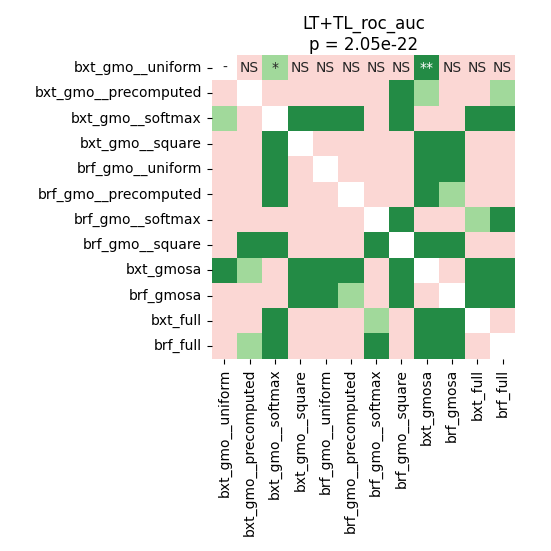 LT+TL_roc_auc
p = 2.05e-22
bxt_gmo__uniform - NS * NS NS NS NS NS ** NS NS NS
bxt_gmo__precomputed
bxt_gmo__softmax
bxt_gmo__square
brf_gmo__uniform
brf_gmo__precomputed
brf_gmo__softmax
brf_gmo__square
bxt_gmosa
brf_gmosa
bxt_full
brf_full
bxt_gmo__uniform
bxt_gmo__precomputed
bxt_gmo__softmax
bxt_gmo__square
brf_gmo__uniform
brf_gmo__precomputed
brf_gmo__softmax
brf_gmo__square
bxt_gmosa
brf_gmosa
bxt_full
brf_full